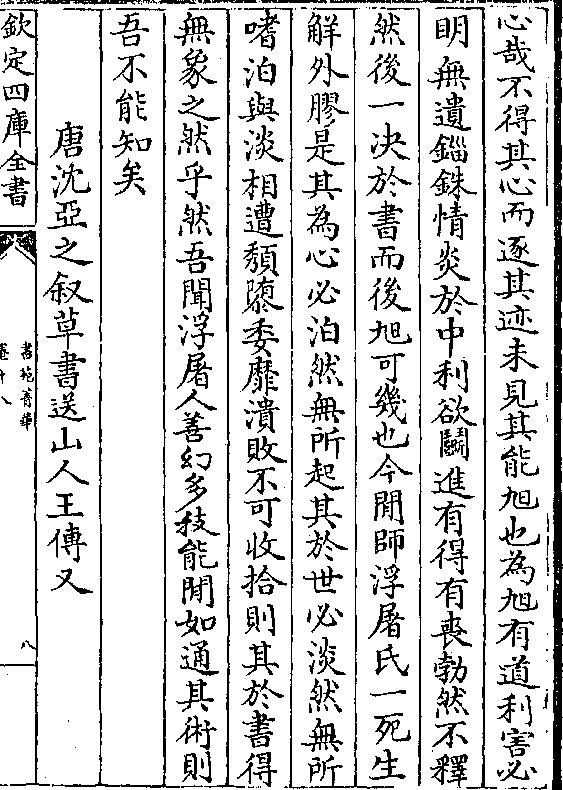 心哉不得其心而逐其迹未見其能旭也為旭有道利害必
明無遺錙銖情炎於中利欲鬬進有得有喪勃然不釋
然後一決於書而後旭可幾也今閒師浮屠氏一死生
觧外膠是其為心必泊然無所起其於世必淡然無所
嗜泊與淡相遭頽隳委靡潰敗不可收拾則其於書得
無象之然乎然吾聞浮屠人善幻多技能閒如通其術則
吾不能知矣
唐沈亞之叙草書送山人王傳乂
欽定四庫全書
書苑菁華
卷十八
八